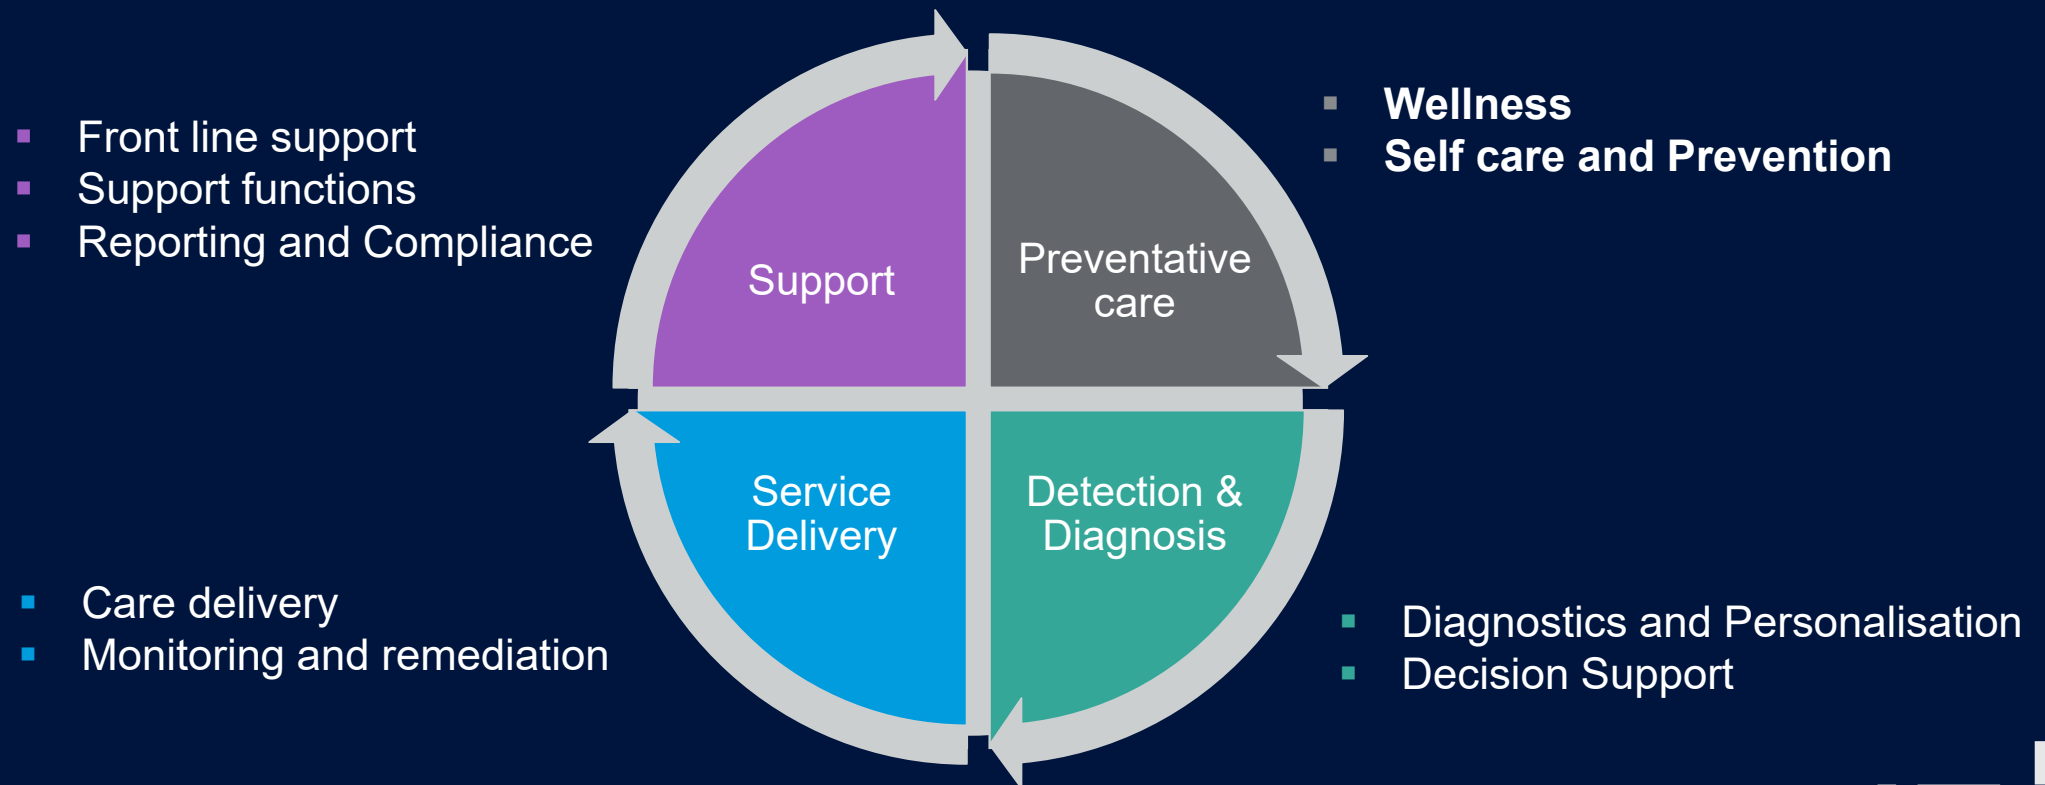 Front line support
Support functions
Reporting and Compliance
Wellness
Self care and Prevention
Support
Preventative
care
Service
Delivery
Detection &
Diagnosis
Care delivery
Monitoring and remediation
Diagnostics and Personalisation
Decision Support